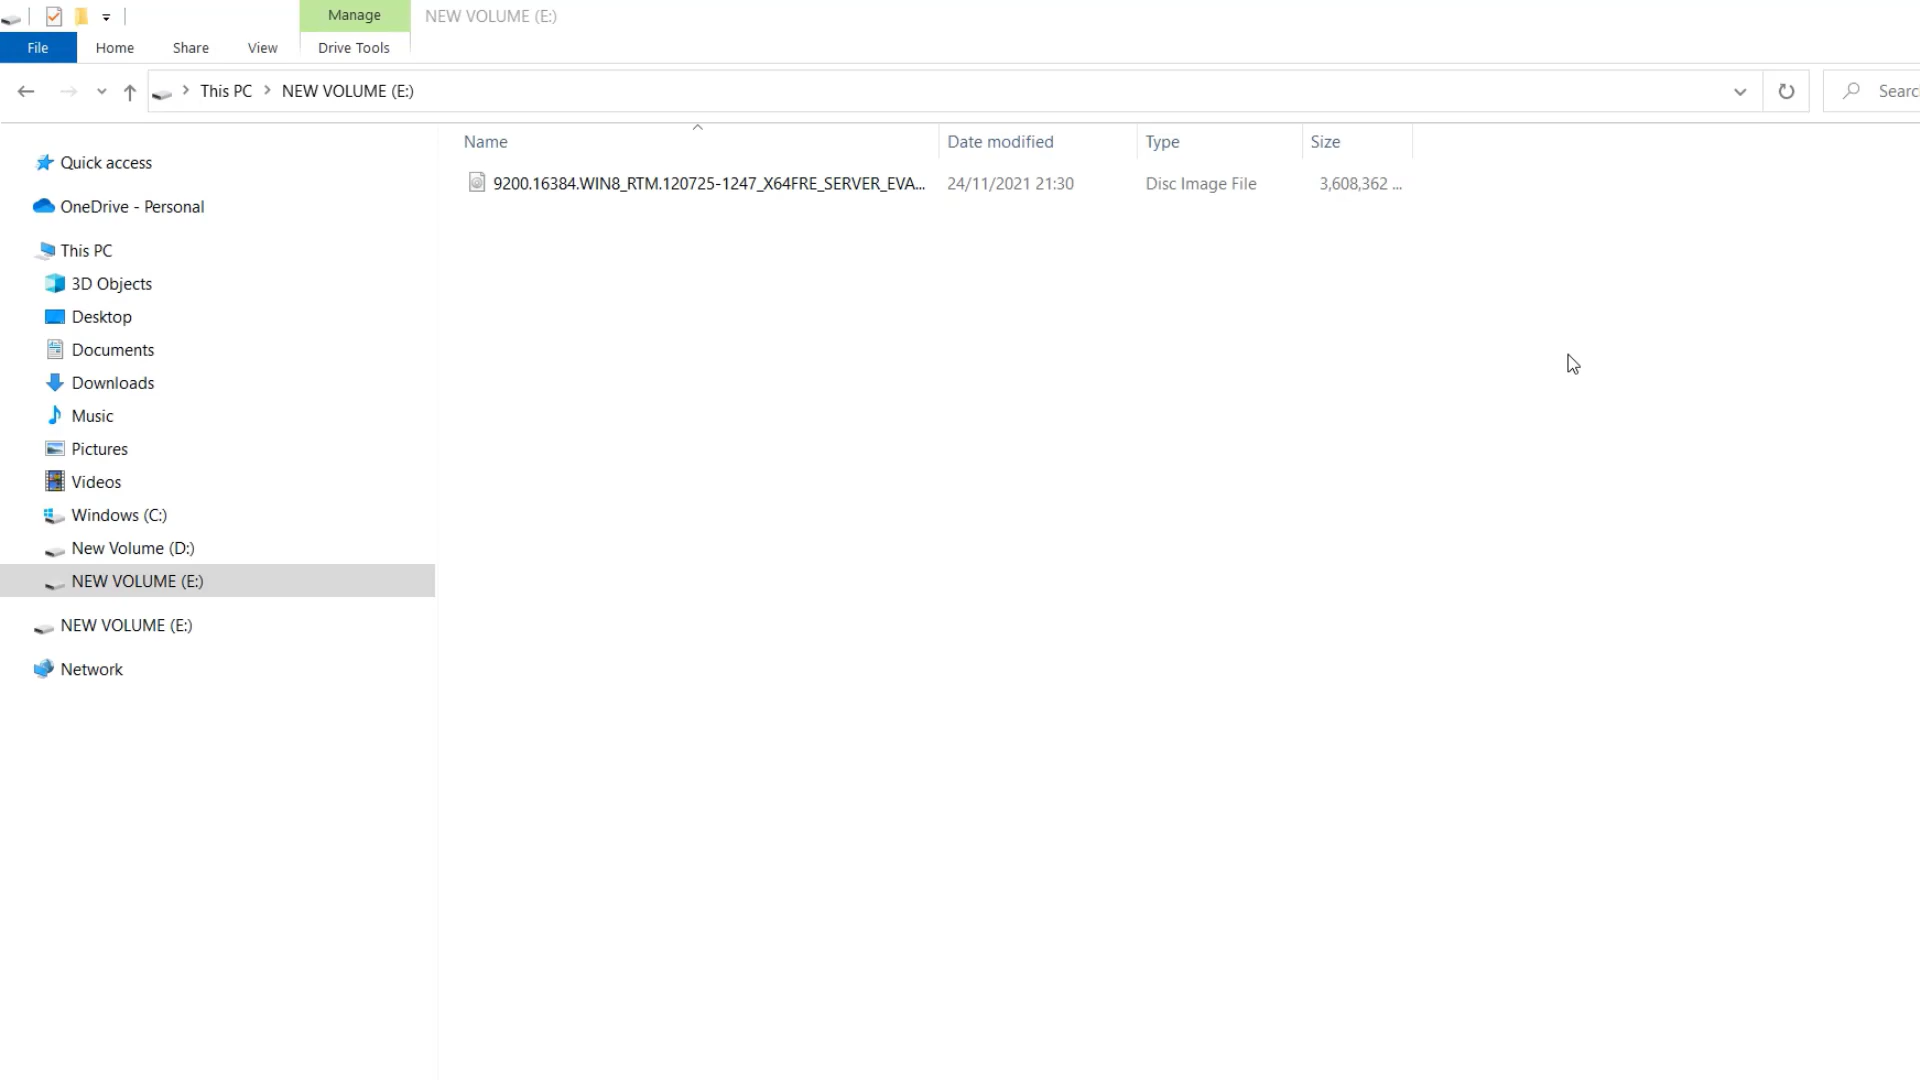 Manage NEW VOLUME (E:)
File Home Share View Drive Tools
This PC NEW VOLUME (E:) Searc
Name Date modified Type Size
9200.16384.WIN8_RTM.120725-1247_X64FRE_SERVER_EVA... 24/11/2021 21:30 Disc Image File 3,608,362 ...
Quick access
OneDrive - Personal
This PC
3D Objects
Desktop
Documents
Downloads
Music
Pictures
Videos
Windows (C:)
New Volume (D:)
NEW VOLUME (E:)
NEW VOLUME (E:)
Network